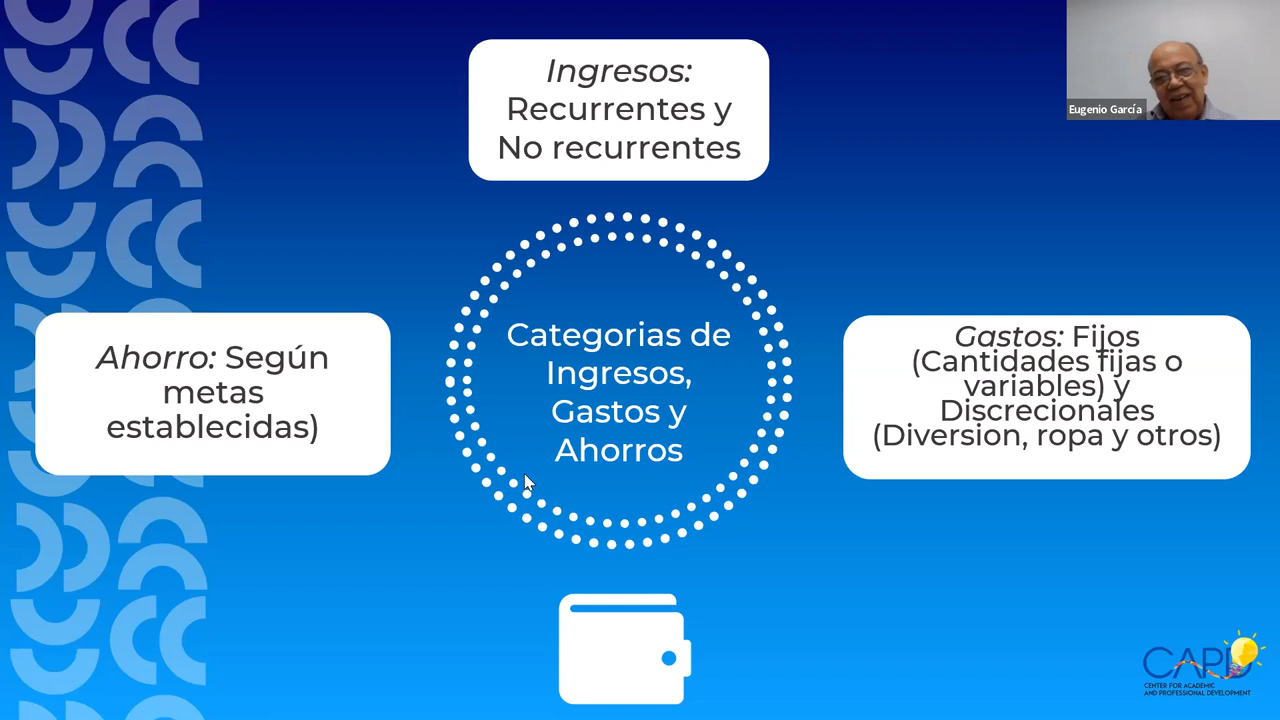 Ingresos:
Recurrentes y
No recurrentes
Eugenio García
Ahorro: Según
metas
establecidas)
Categorias de
Ingresos,
Gastos y
Ahorros
Gastos: Fijos
(Cantidades fijas o
variables) y
Discrecionales
(Diversion, ropa y otros)
CAPD
CENTER FOR ACADEMIC
AND PROFESSIONAL DEVELOPMENT